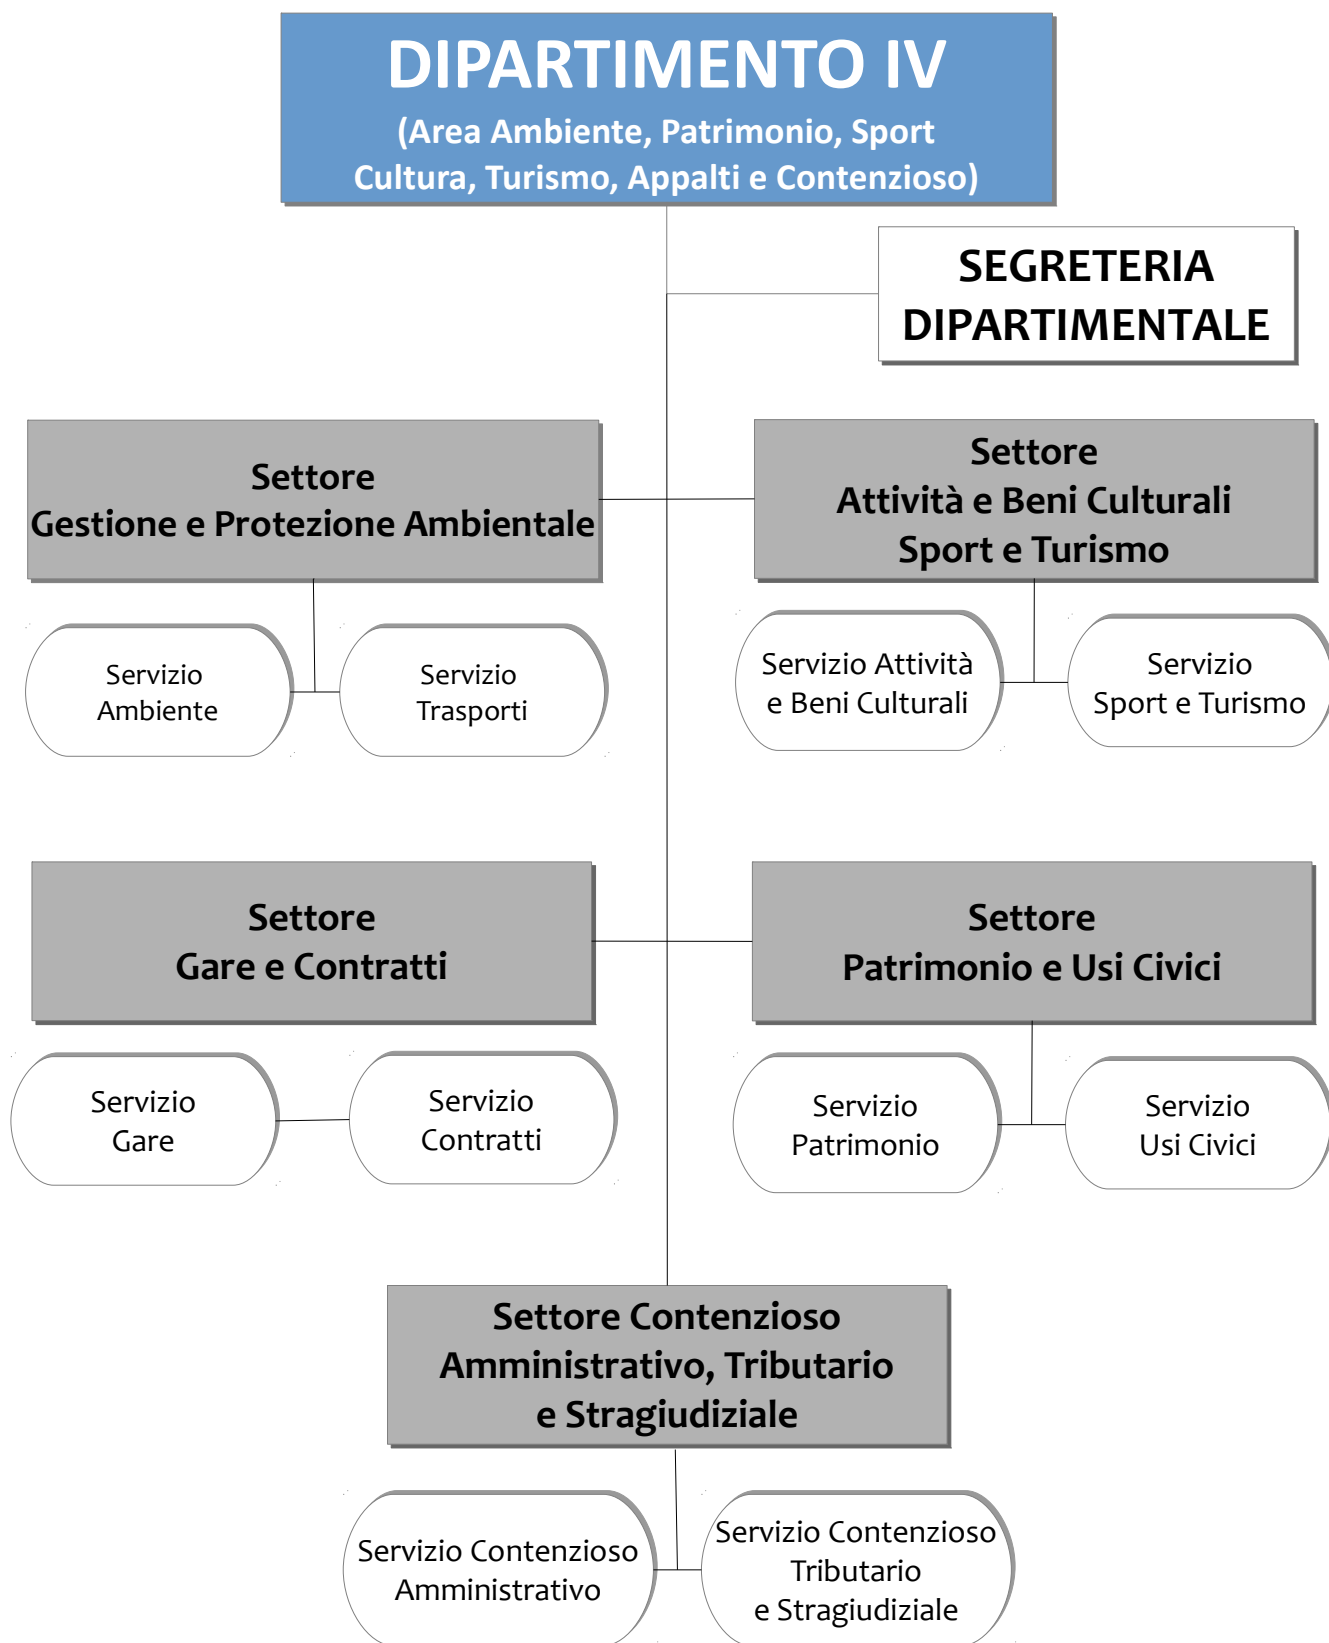 DIPARTIMENTO IV
(Area Ambiente, Patrimonio, Sport
Cultura, Turismo, Appalti e Contenzioso)
SEGRETERIA
DIPARTIMENTALE
Settore
Gestione e Protezione Ambientale
Settore
Attività e Beni Culturali
Sport e Turismo
Servizio
Ambiente
Servizio
Trasporti
Servizio Attività
e Beni Culturali
Servizio
Sport e Turismo
Settore
Gare e Contratti
Settore
Patrimonio e Usi Civici
Servizio
Gare
Servizio
Contratti
Servizio
Patrimonio
Servizio
Usi Civici
Settore Contenzioso
Amministrativo, Tributario
e Stragiudiziale
Servizio Contenzioso
Amministrativo
Servizio Contenzioso
Tributario
e Stragiudiziale